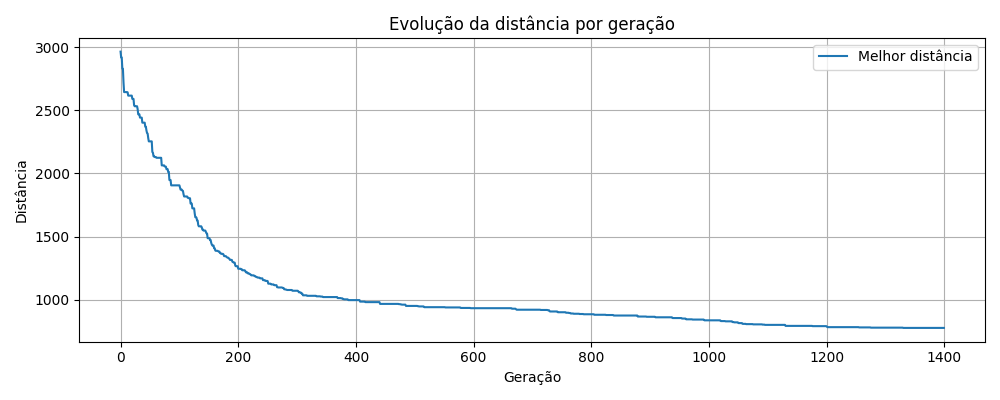 Evolução da distância por geração
Melhor distância
3000
2500
2000
1500
1000
Distância
0 200 400 600 800 1000 1200 1400
Geração